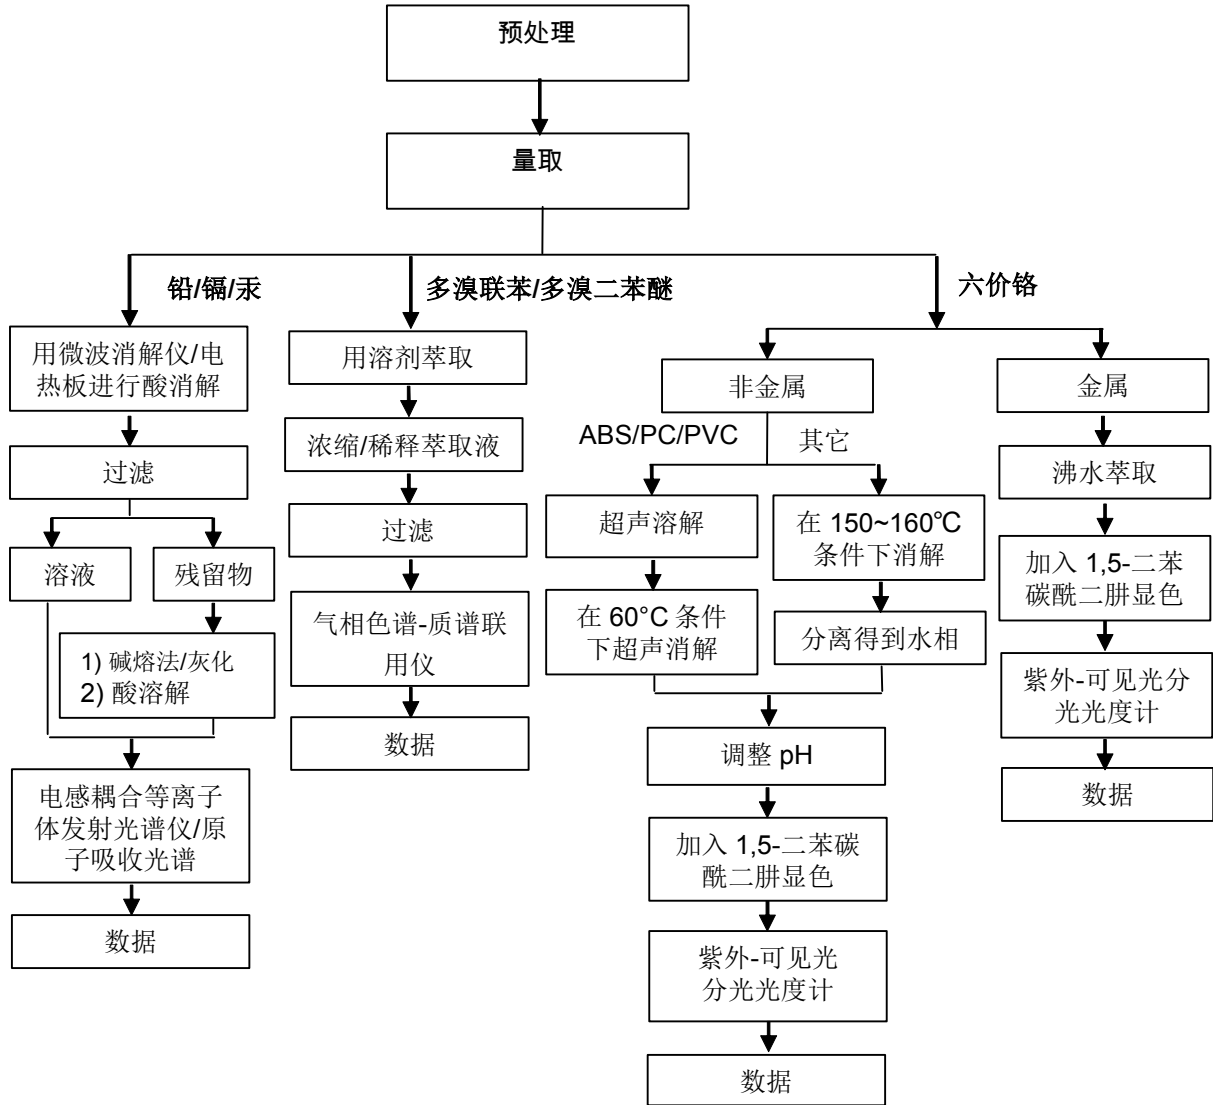 预处理
量取
铅/镉/汞
多溴联苯/多溴二苯醚
六价铬
用微波消解仪/电
热板进行酸消解
过滤
溶液
残留物
1) 碱熔法/灰化
2) 酸溶解
电感耦合等离子
体发射光谱仪/原
子吸收光谱
数据
用溶剂萃取
浓缩/稀释萃取液
过滤
气相色谱-质谱联
用仪
数据
非金属
ABS/PC/PVC
其它
超声溶解
在 60°C 条件
下超声消解
在 150~160℃
条件下消解
分离得到水相
调整 pH
加入 1,5-二苯碳
酰二肼显色
紫外-可见光
分光光度计
数据
金属
沸水萃取
加入 1,5-二苯
碳酰二肼显色
紫外-可见光分
光光度计
数据